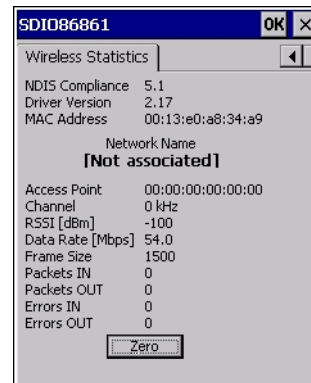 SDIO86861 OK ×
Wireless Statistics
NDIS Compliance 5.1
Driver Version 2.17
MAC Address 00:13:e0:a8:34:a9
Network Name
[Not associated]
Access Point 00:00:00:00:00:00
Channel 0 kHz
RSSI [dBm] -100
Data Rate [Mbps] 54.0
Frame Size 1500
Packets IN 0
Packets OUT 0
Errors IN 0
Errors OUT 0
Zero